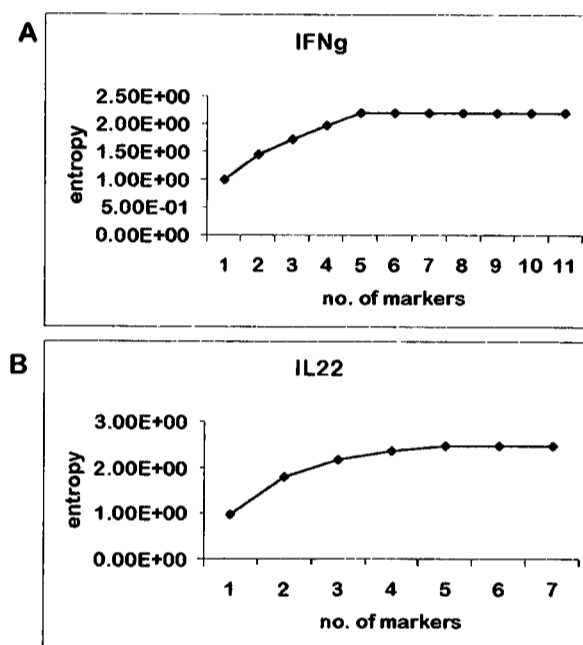 A
IFNg
2.50E+00
2.00E+00
1.50E+00
1.00E+00
5.00E-01
0.00E+00
entropy
1 2 3 4 5 6 7 8 9 10 11
no. of markers
B
IL22
3.00E+00
2.00E+00
1.00E+00
0.00E+00
entropy
1 2 3 4 5 6 7
no. of markers